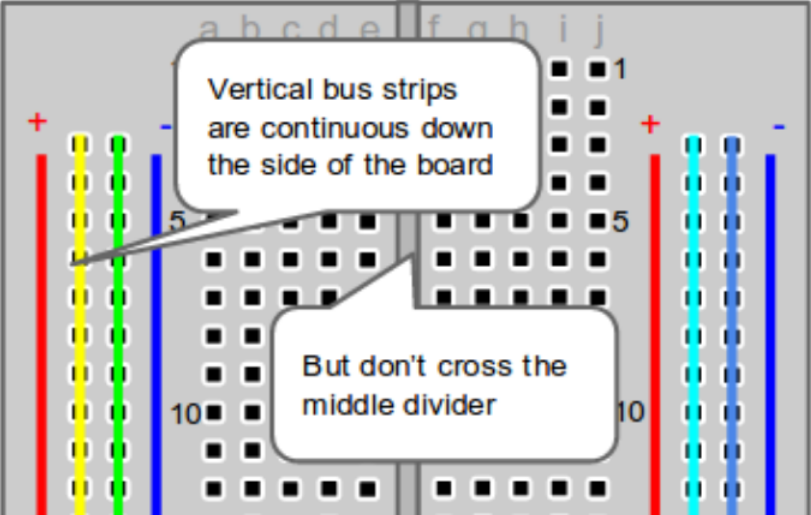 a b c d e f g h i j
1
+ - + -
Vertical bus strips
are continuous down
the side of the board
5 5
But don't cross the
middle divider
10 10